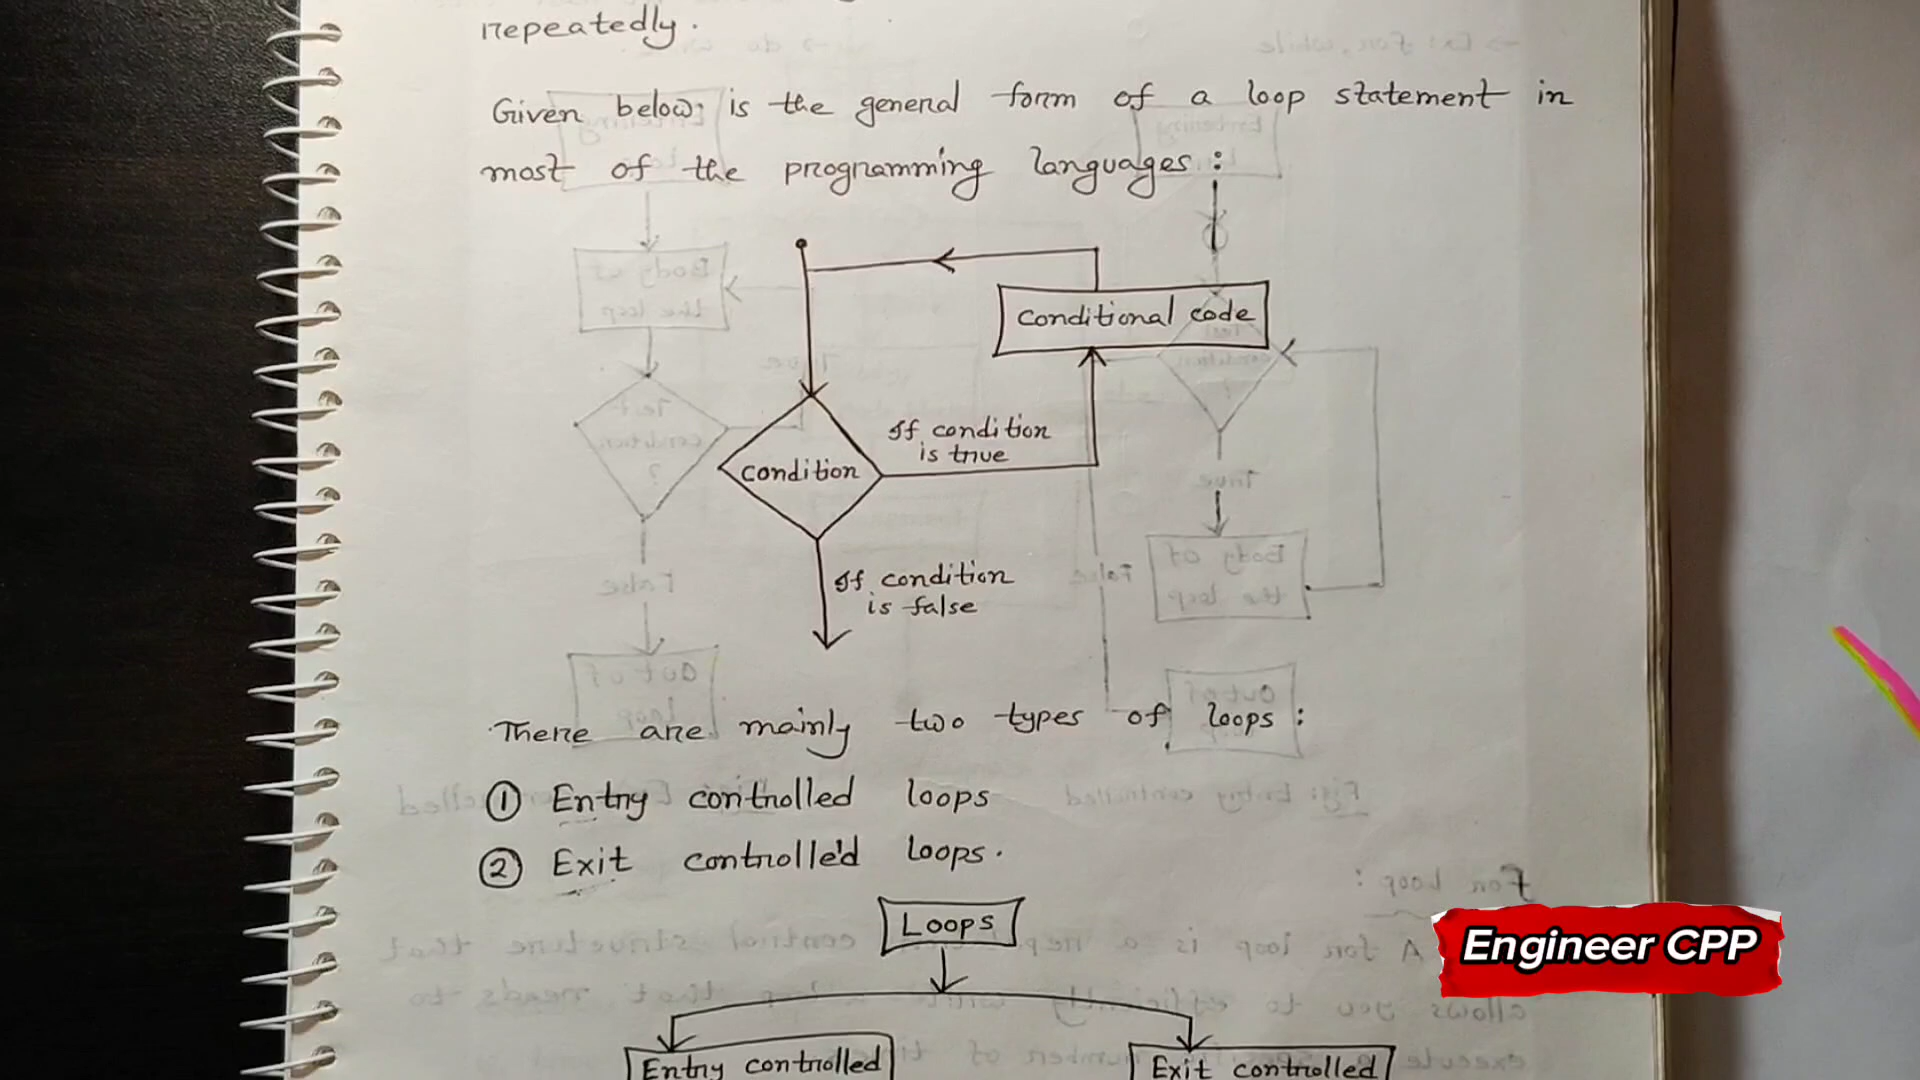 repeatedly.
Given below is the general form of a loop statement in
most of the programming languages :
Conditional code
If condition
is true
condition
If condition
is false
There are mainly two types of loops :
① Entry controlled loops
② Exit controlled loops.
Loops
Engineer CPP
Entry controlled
Exit controlled